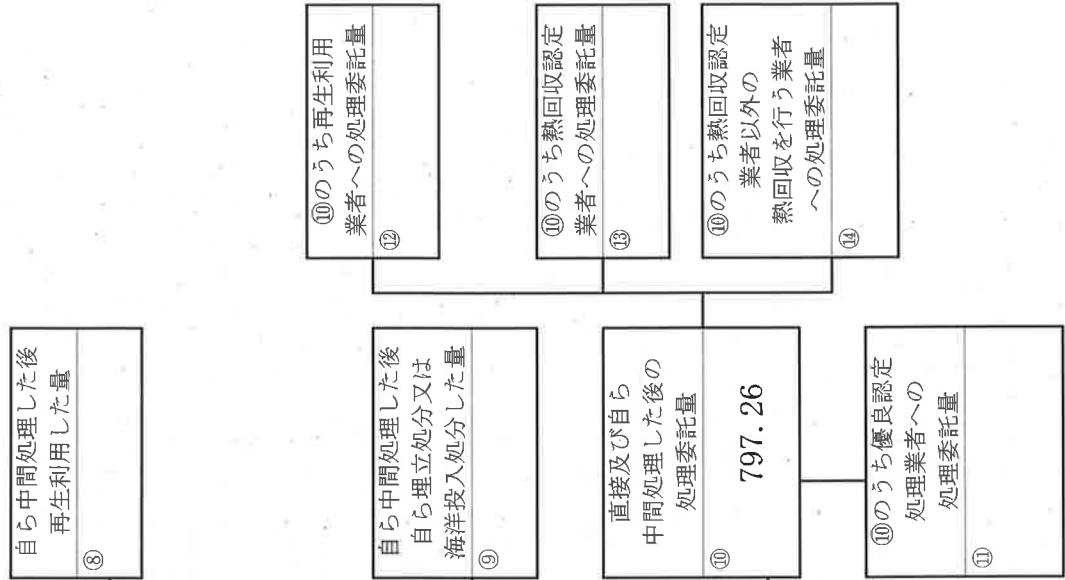 自ら中間処理した後
再生利用した量
⑧
自ら中間処理した後
自ら埋立処分又は
海洋投入処分した量
⑨
直接及び自ら
中間処理した後の
処理委託量
⑩
797.26
⑩のうち優良認定
処理業者への
処理委託量
⑪
⑩のうち再生利用
業者への処理委託量
⑫
⑩のうち熱回収認定
業者への処理委託量
⑬
⑩のうち熱回収認定
業者以外の
熱回収を行う業者
への処理委託量
⑭